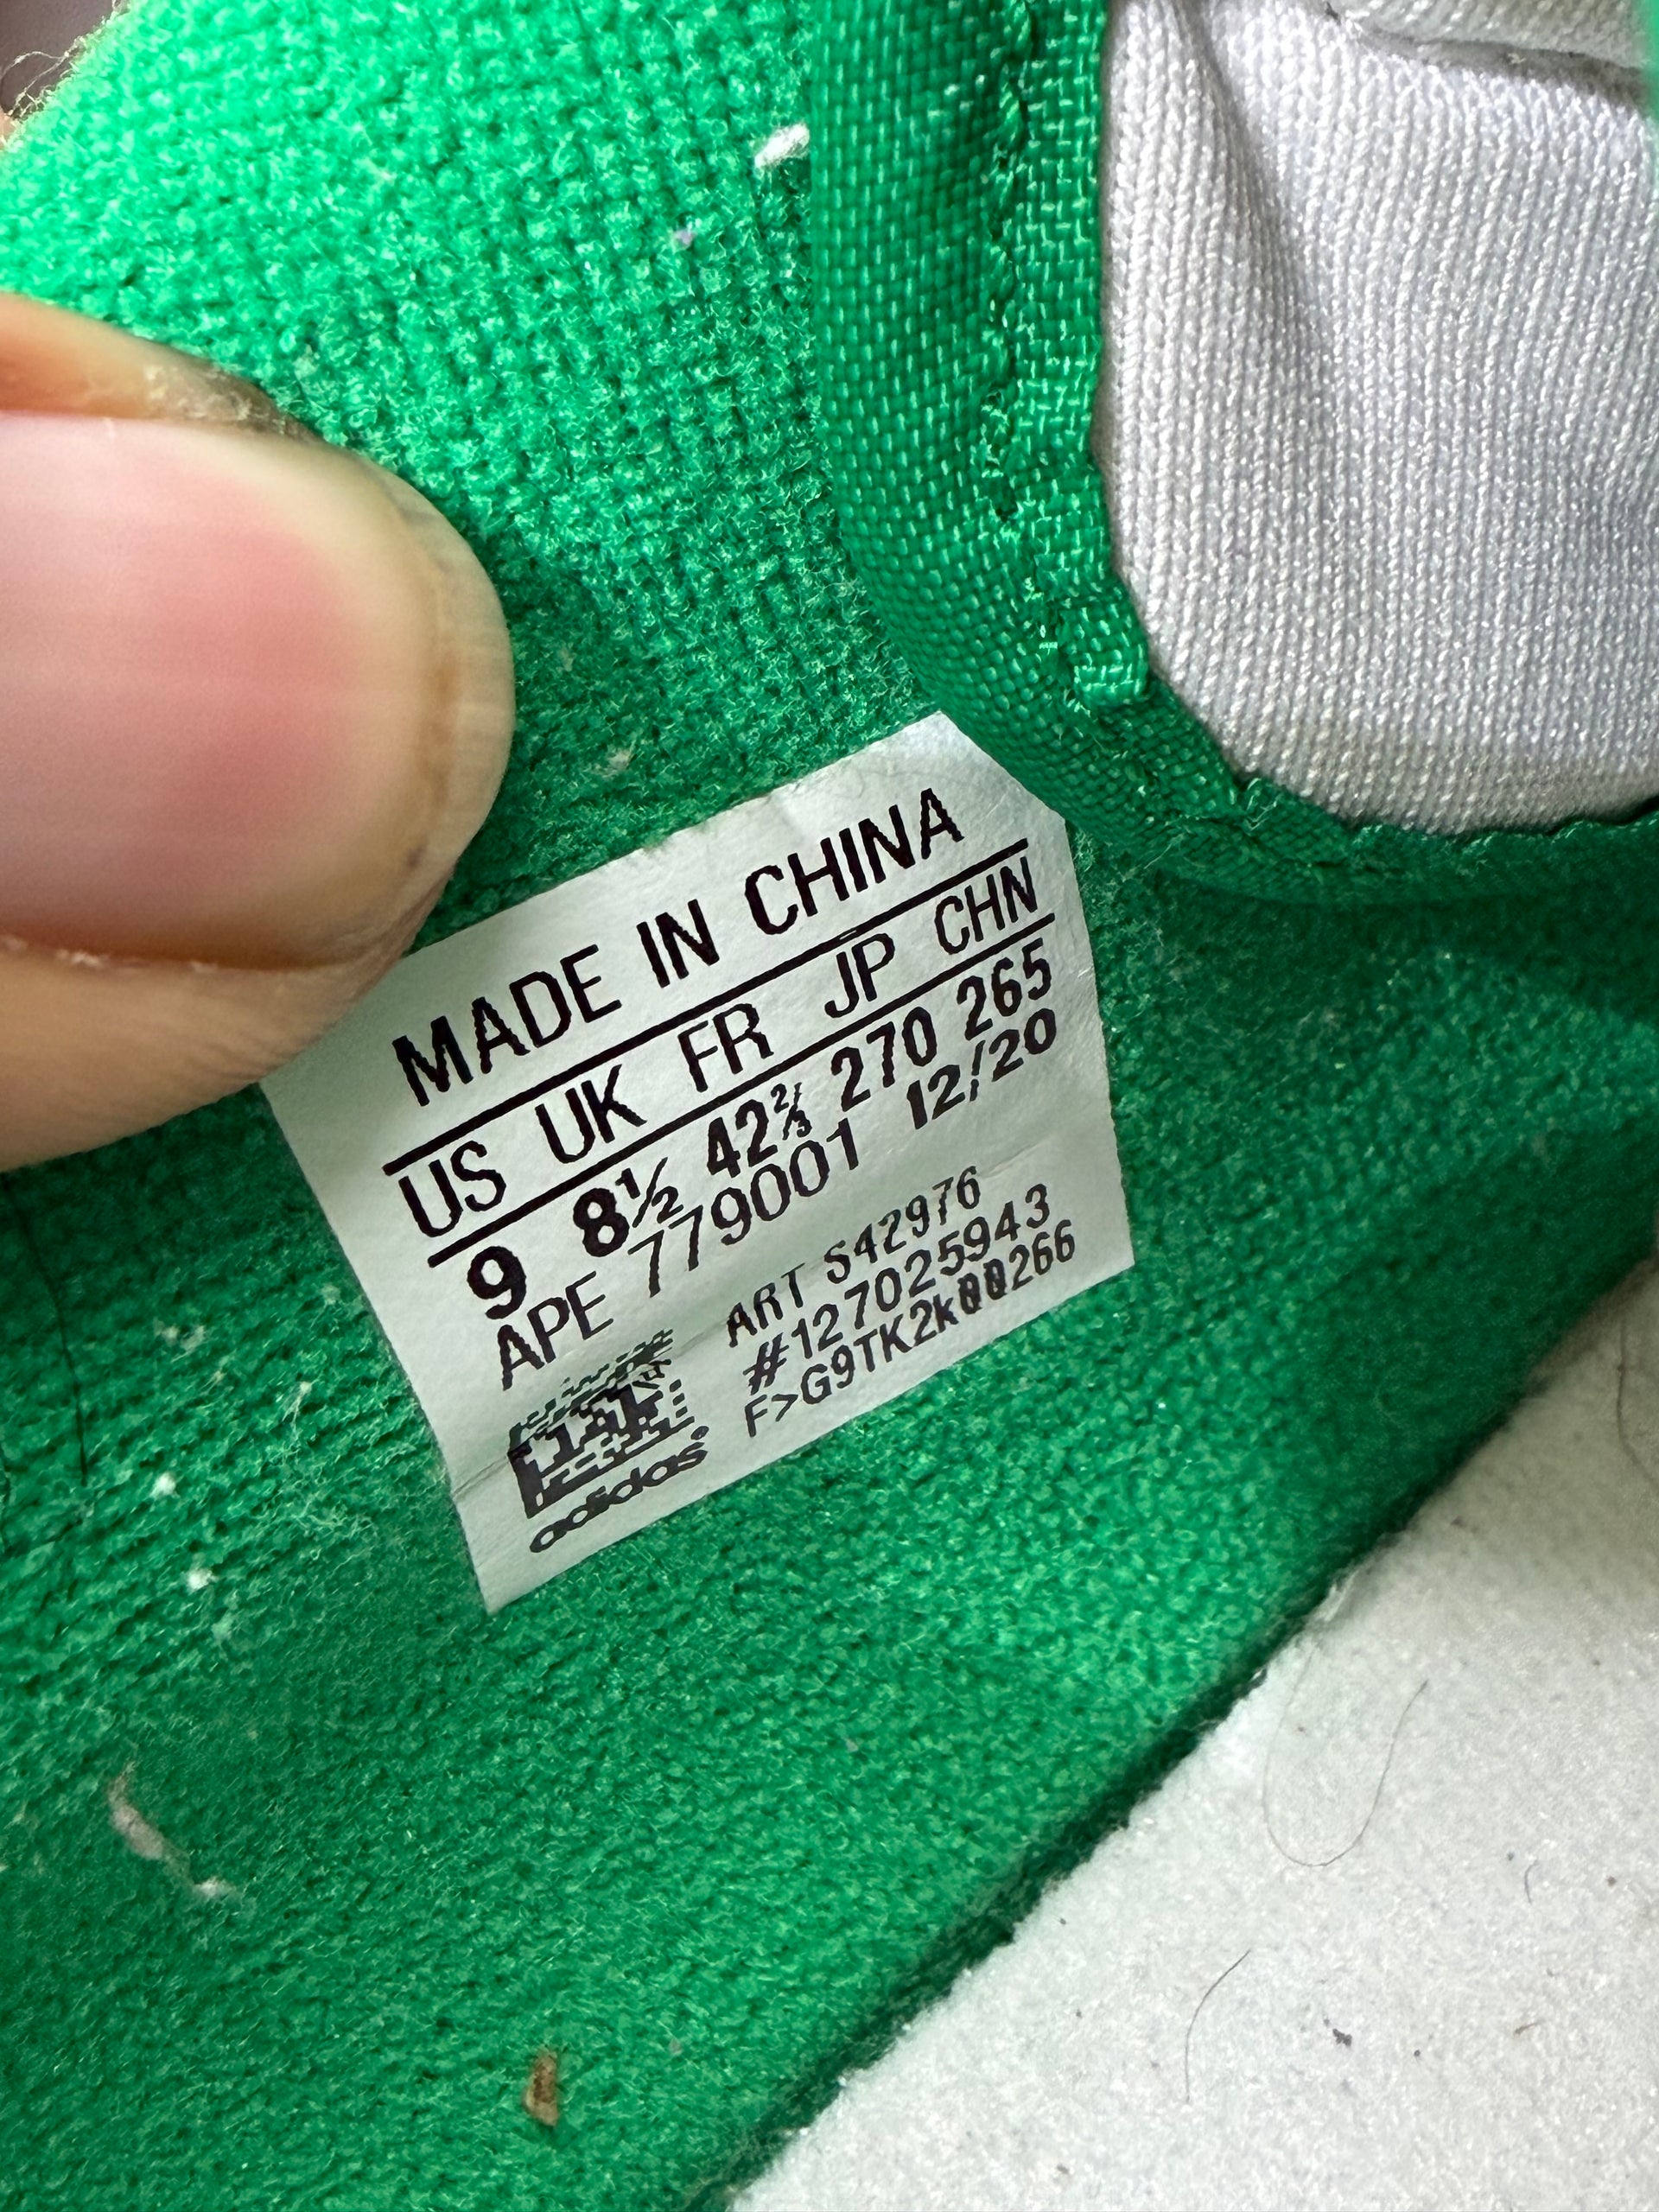 MADE IN CHINA
US UK FR JP CHN
9 8½ 42⅔ 270 265
APE 779001 12/20
ART S42976
#127025943
F>G9TK2k00266
adidas